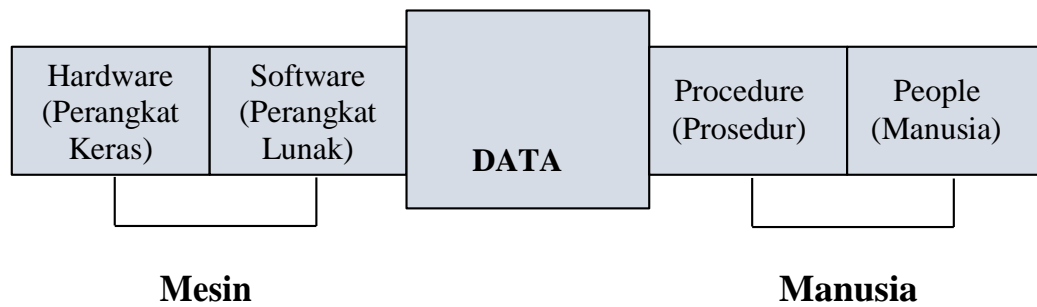 Hardware
(Perangkat
Keras)
Software
(Perangkat
Lunak)
DATA
Procedure
(Prosedur)
People
(Manusia)
Mesin
Manusia